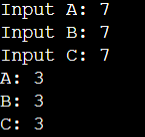 Input A: 7
Input B: 7
Input C: 7
A: 3
B: 3
C: 3